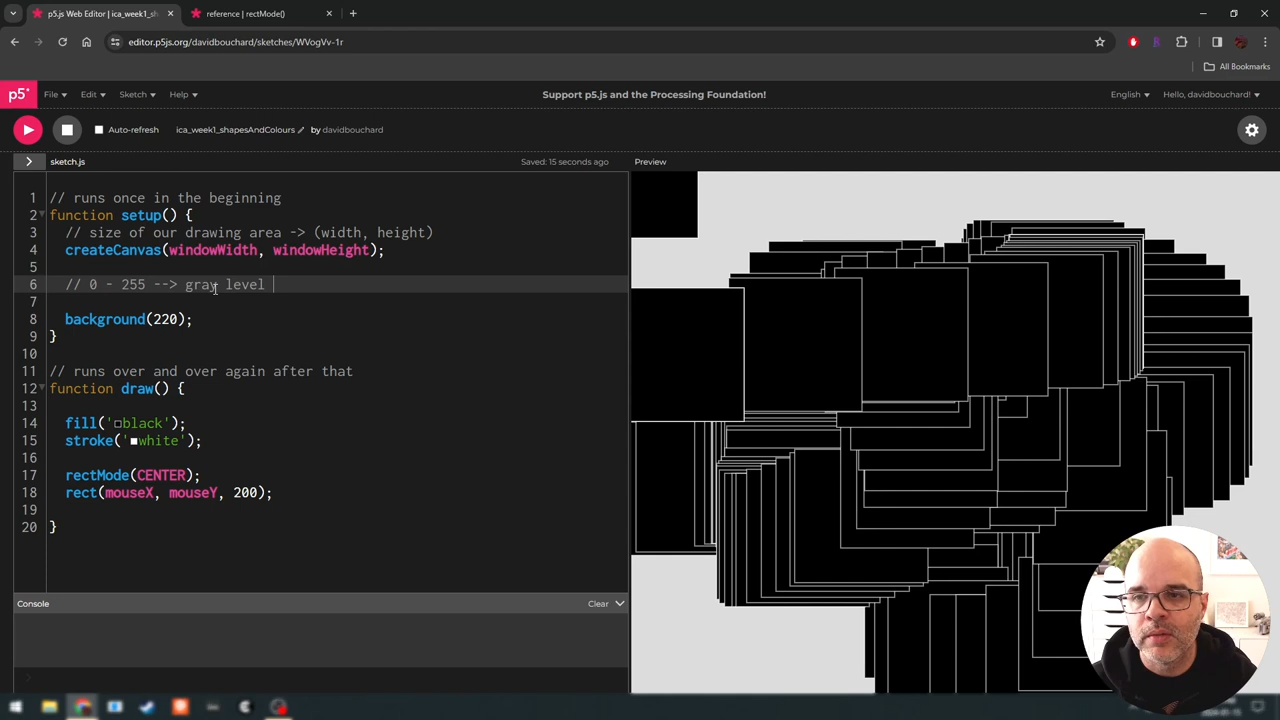 p5.js Web Editor | ica_week1_sh
reference | rectMode()
editor.p5js.org/davidbouchard/sketches/WVogVv-1r
All Bookmarks
p5*
File
Edit
Sketch
Help
Support p5.js and the Processing Foundation!
English
Hello, davidbouchard!
Auto-refresh
ica_week1_shapesAndColours
by davidbouchard
sketch.js
Saved: 15 seconds ago
Preview
1 // runs once in the beginning
2 function setup() {
3 // size of our drawing area -> (width, height)
4 createCanvas(windowWidth, windowHeight);
5
6 // 0 - 255 --> gray level
7
8 background(220);
9 }
10
11 // runs over and over again after that
12 function draw() {
13
14 fill('black');
15 stroke('white');
16
17 rectMode(CENTER);
18 rect(mouseX, mouseY, 200);
19
20 }
Console
Clear